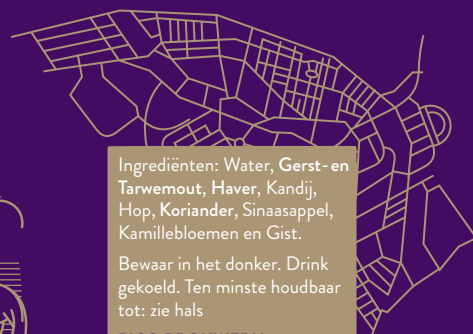 Ingrediënten: Water, Gerst- en
Tarwemout, Haver, Kandij,
Hop, Koriander, Sinaasappel,
Kamillebloemen en Gist.
Bewaar in het donker. Drink
gekoeld. Ten minste houdbaar
tot: zie hals